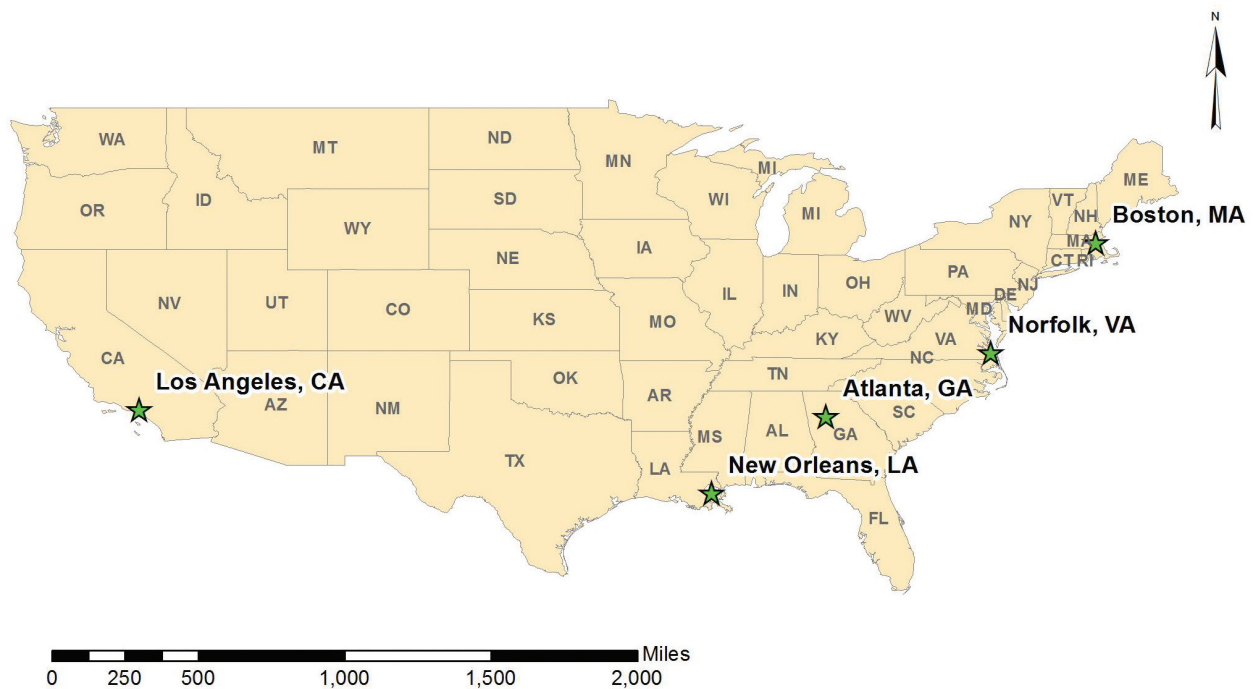 N
WA
MT
ND
MN
MI
ME
OR
ID
SD
WI
MI
VT
NH
NY
Boston, MA
WY
MA
IA
CT RI
NE
PA
NV
UT
CO
IL
IN
OH
NJ
DE
MD
WV
Norfolk, VA
KS
MO
KY
VA
CA
NC
TN
Los Angeles, CA
OK
Atlanta, GA
AZ
NM
AR
SC
MS
AL
GA
TX
LA
New Orleans, LA
FL
Miles
0 250 500 1,000 1,500 2,000